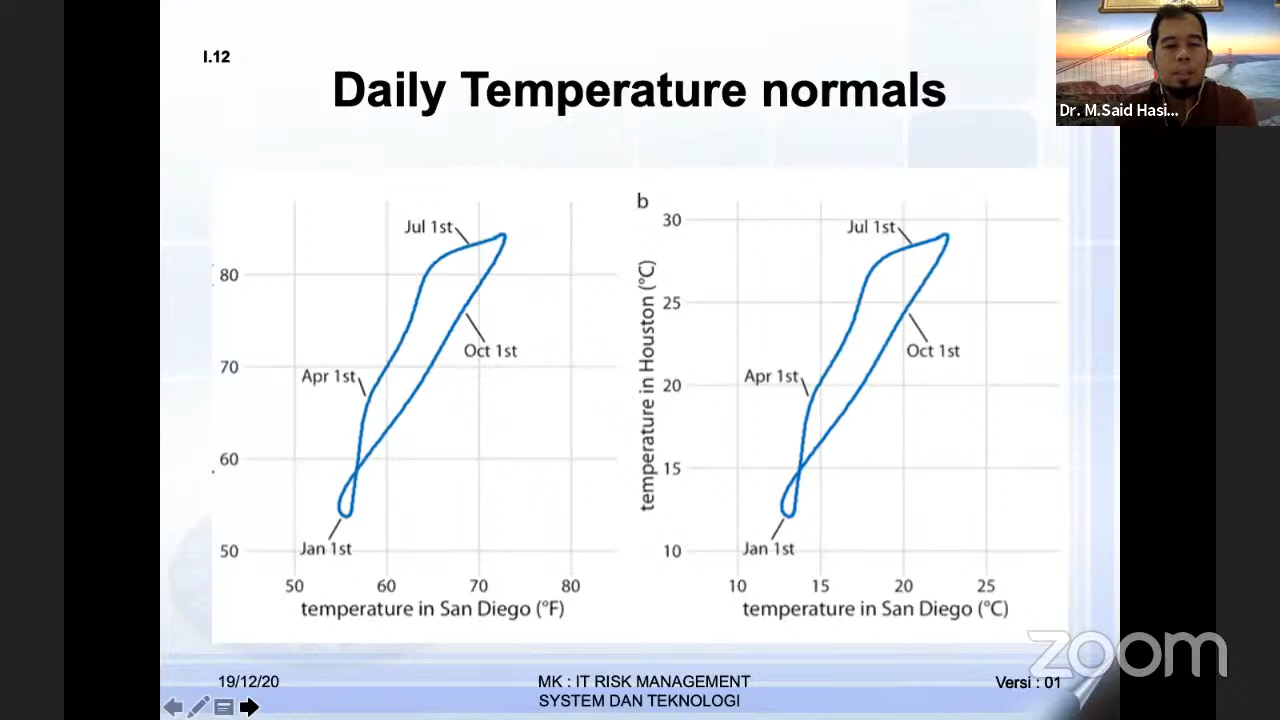 I.12
Daily Temperature normals
Dr. M.Said Hasi...
Jul 1st
80
Oct 1st
70
Apr 1st
60
50
Jan 1st
50 60 70 80
temperature in San Diego (°F)
b
30
Jul 1st
25
temperature in Houston (°C)
Oct 1st
Apr 1st
20
15
10
Jan 1st
10 15 20 25
temperature in San Diego (°C)
zoom
19/12/20
MK : IT RISK MANAGEMENT
SYSTEM DAN TEKNOLOGI
Versi : 01